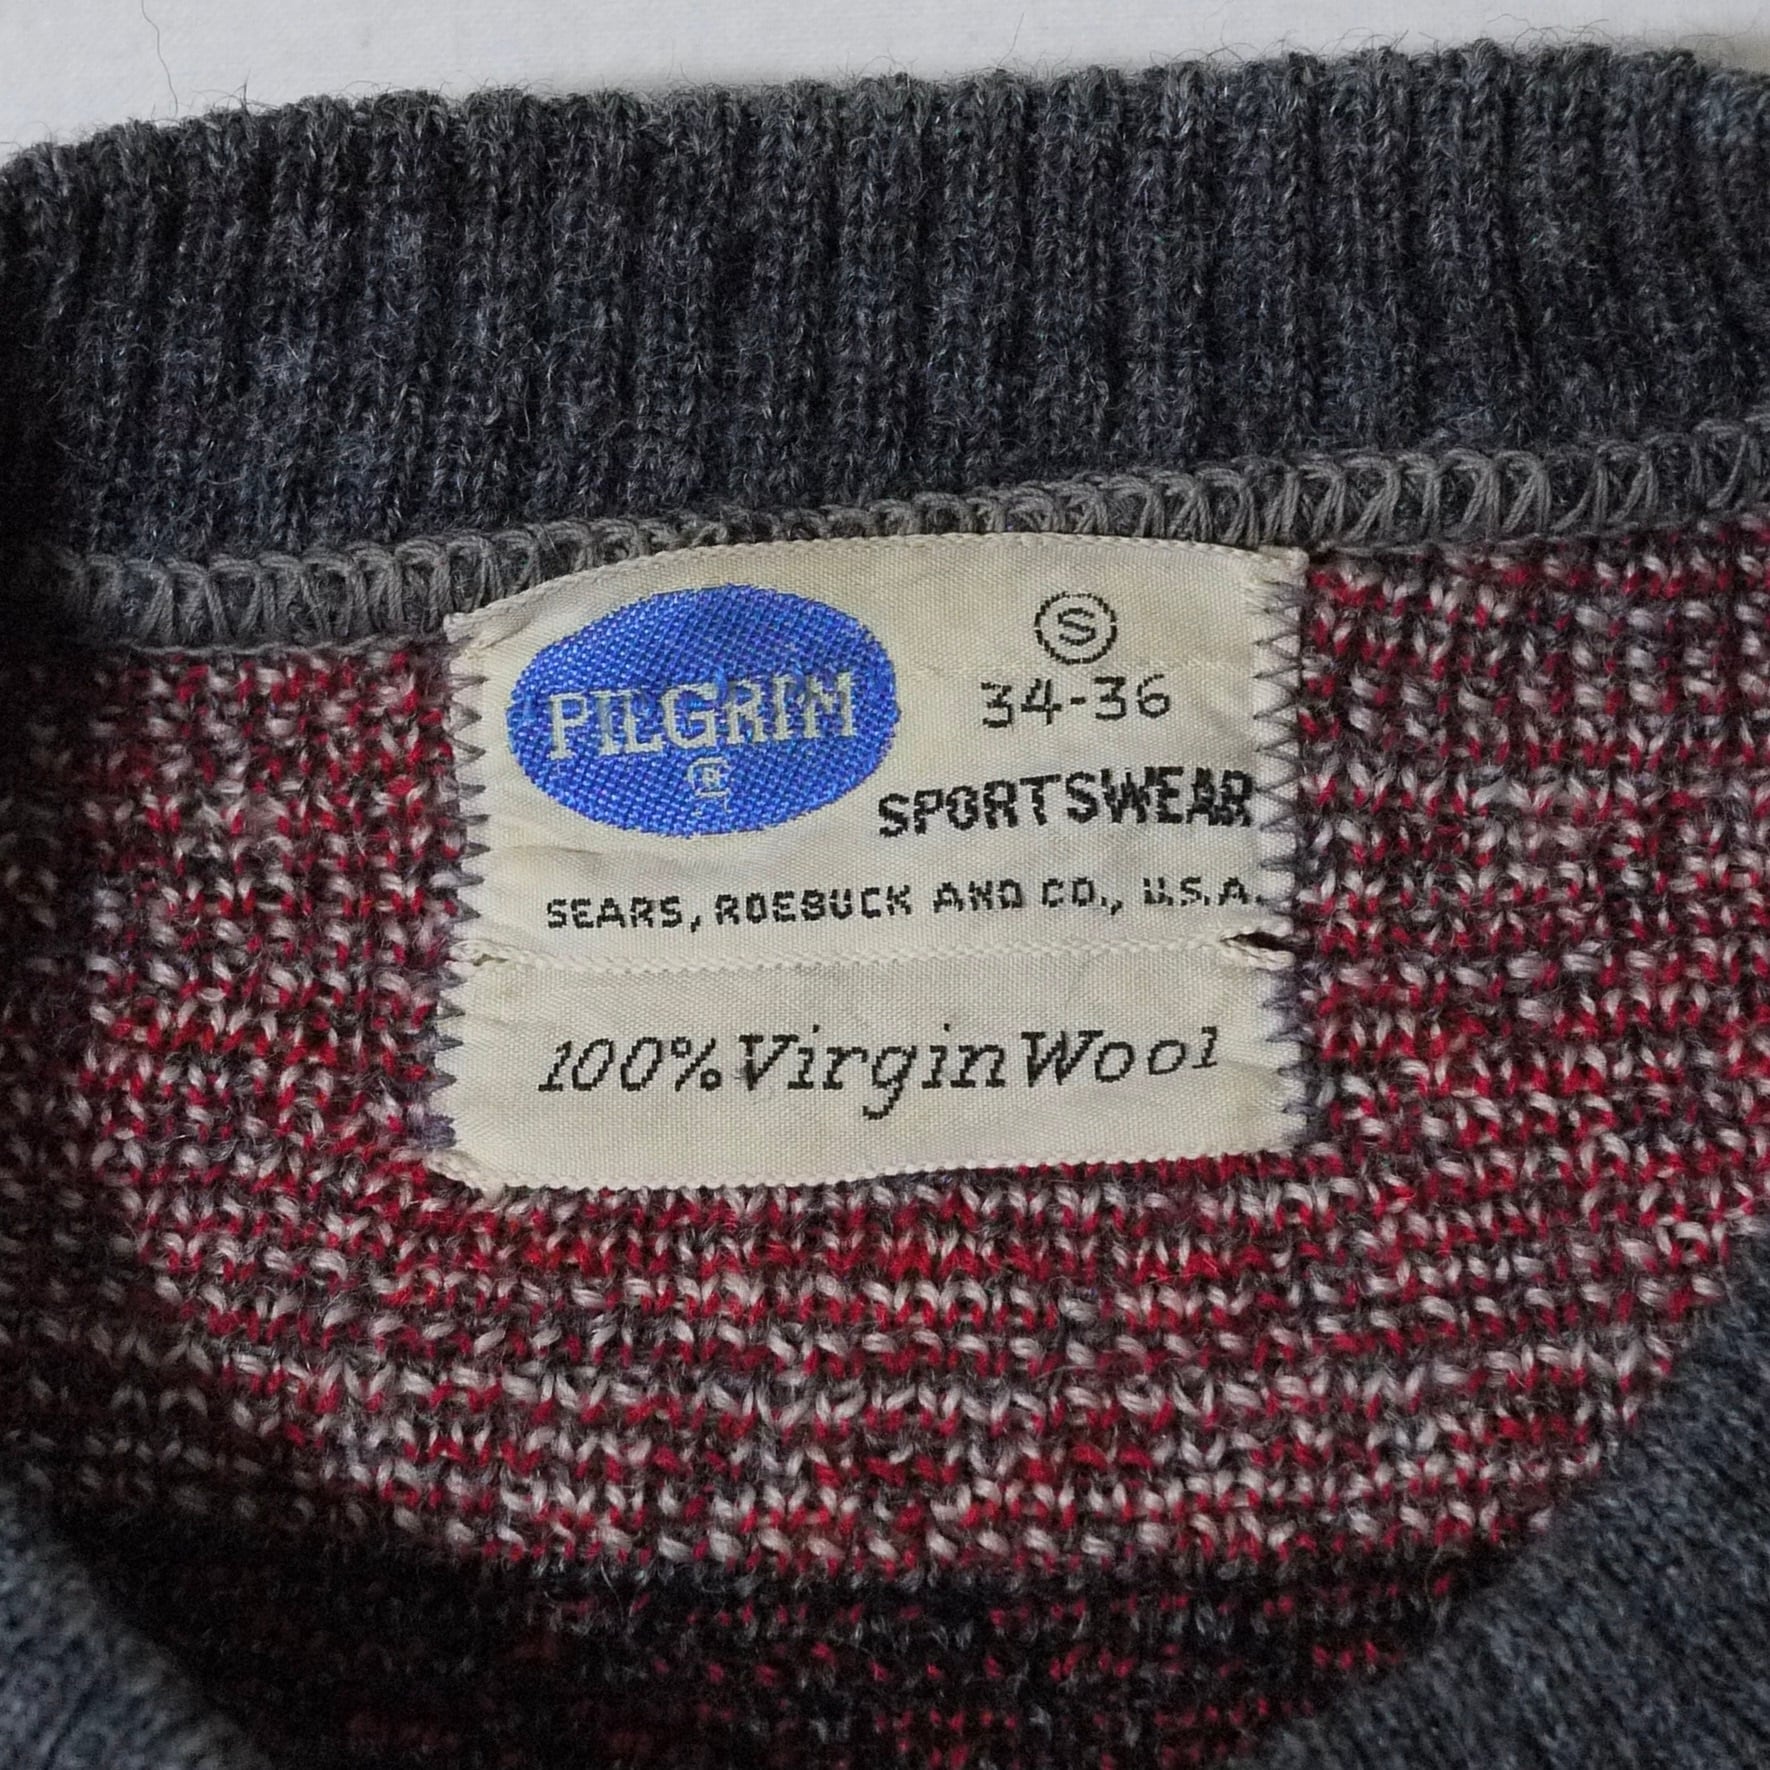 PILGRIM
®
S
34-36
SPORTSWEAR
SEARS, ROEBUCK AND CO., U.S.A.
100% Virgin Wool